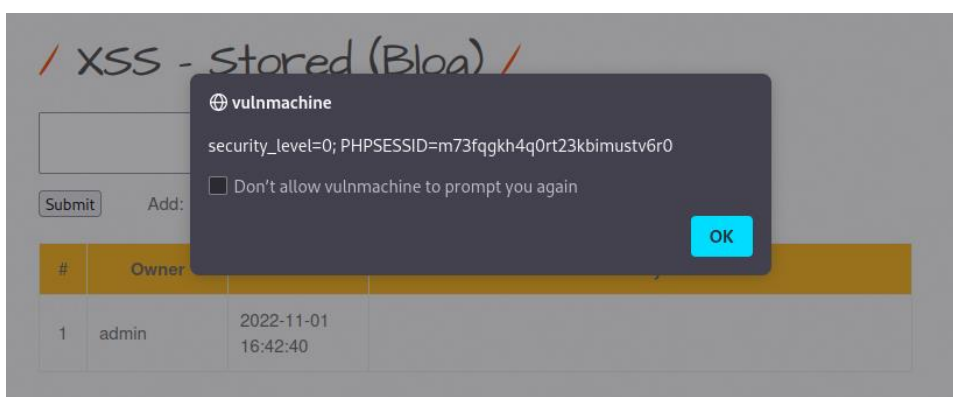 / XSS - Stored (Blog) /
vulnmachine
security_level=0; PHPSESSID=m73fqgkh4q0rt23kbimustv6r0
Don't allow vulnmachine to prompt you again
OK
Submit Add:
# Owner
1 admin 2022-11-01
16:42:40